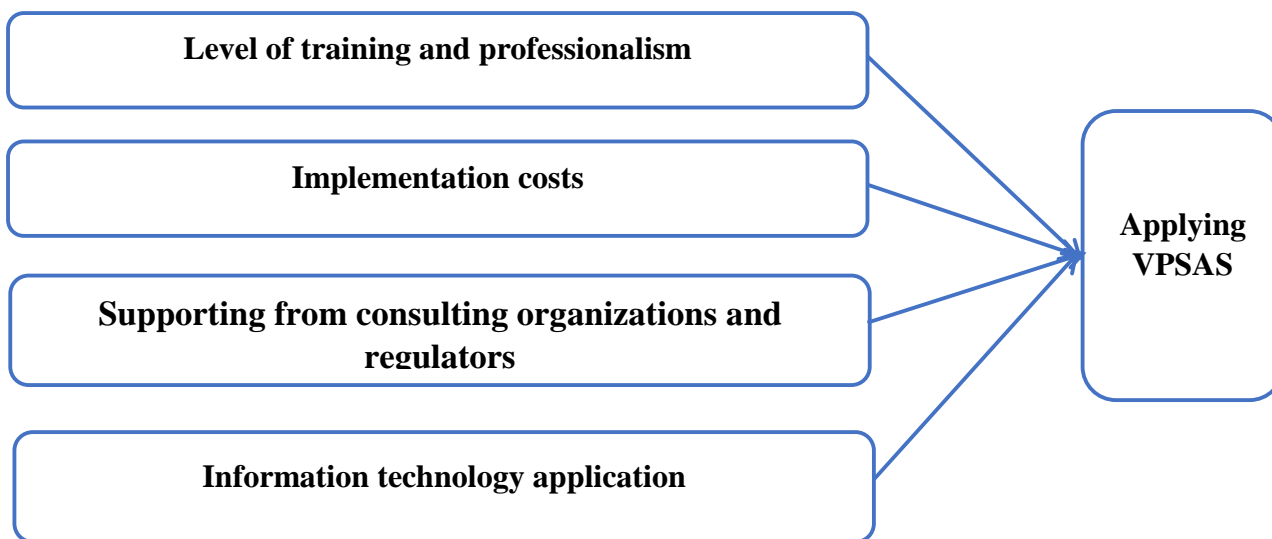 Level of training and professionalism
Implementation costs
Supporting from consulting organizations and
regulators
Information technology application
Applying
VPSAS